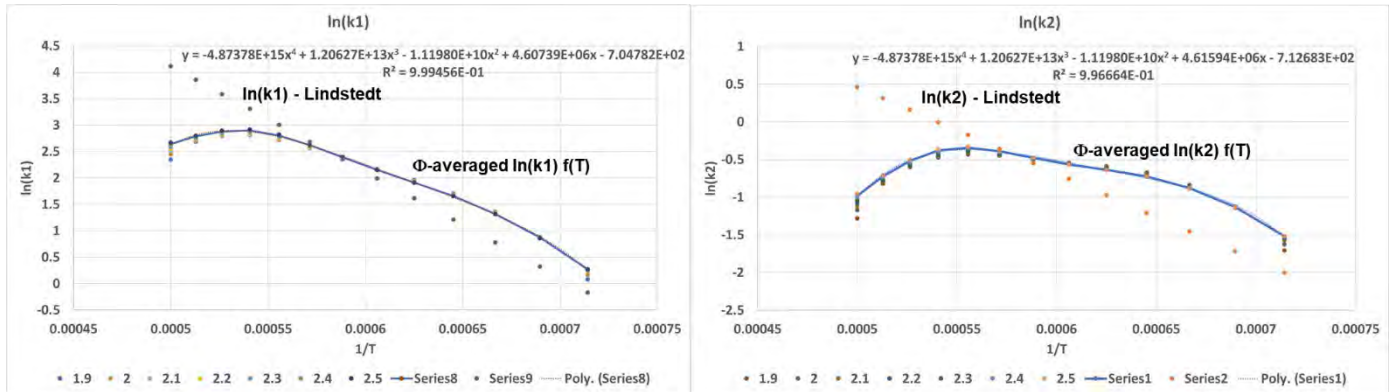 ln(k1)
y = -4.87378E+15x⁴ + 1.20627E+13x³ - 1.11980E+10x² + 4.60739E+06x - 7.04782E+02
R² = 9.99456E-01
ln(k1) - Lindstedt
Φ-averaged ln(k1) f(T)
ln(k1)
4.5
4
3.5
3
2.5
2
1.5
1
0.5
0
-0.5
0.00045 0.0005 0.00055 0.0006 0.00065 0.0007 0.00075
1/T
1.9 2 2.1 2.2 2.3 2.4 2.5 Series8 Series9 Poly. (Series8)
ln(k2)
y = -4.87378E+15x⁴ + 1.20627E+13x³ - 1.11980E+10x² + 4.61594E+06x - 7.12683E+02
R² = 9.96664E-01
ln(k2) - Lindstedt
Φ-averaged ln(k2) f(T)
ln(k2)
1
0.5
0
-0.5
-1
-1.5
-2
-2.5
0.00045 0.0005 0.00055 0.0006 0.00065 0.0007 0.00075
1/T
1.9 2 2.1 2.2 2.3 2.4 2.5 Series1 Series2 Poly. (Series1)